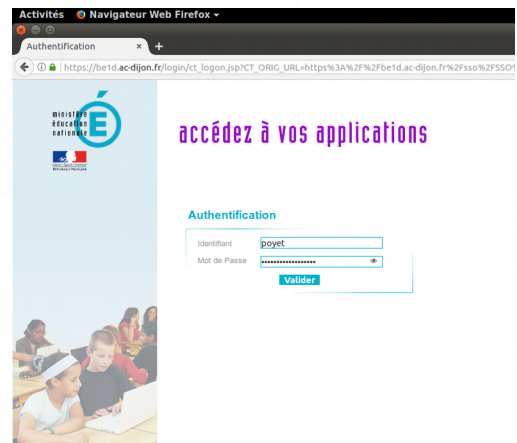 Activités Navigateur Web Firefox
Authentification × +
https://be1d.ac-dijon.fr/login/ct_logon.jsp?CT_ORIG_URL=https%3A%2F%2Fbe1d.ac-dijon.fr%2Fsso%2FSSO
ministère
éducation
nationale
accédez à vos applications
Authentification
Identifiant poyet
Mot de Passe ••••••••••••••••••
Valider